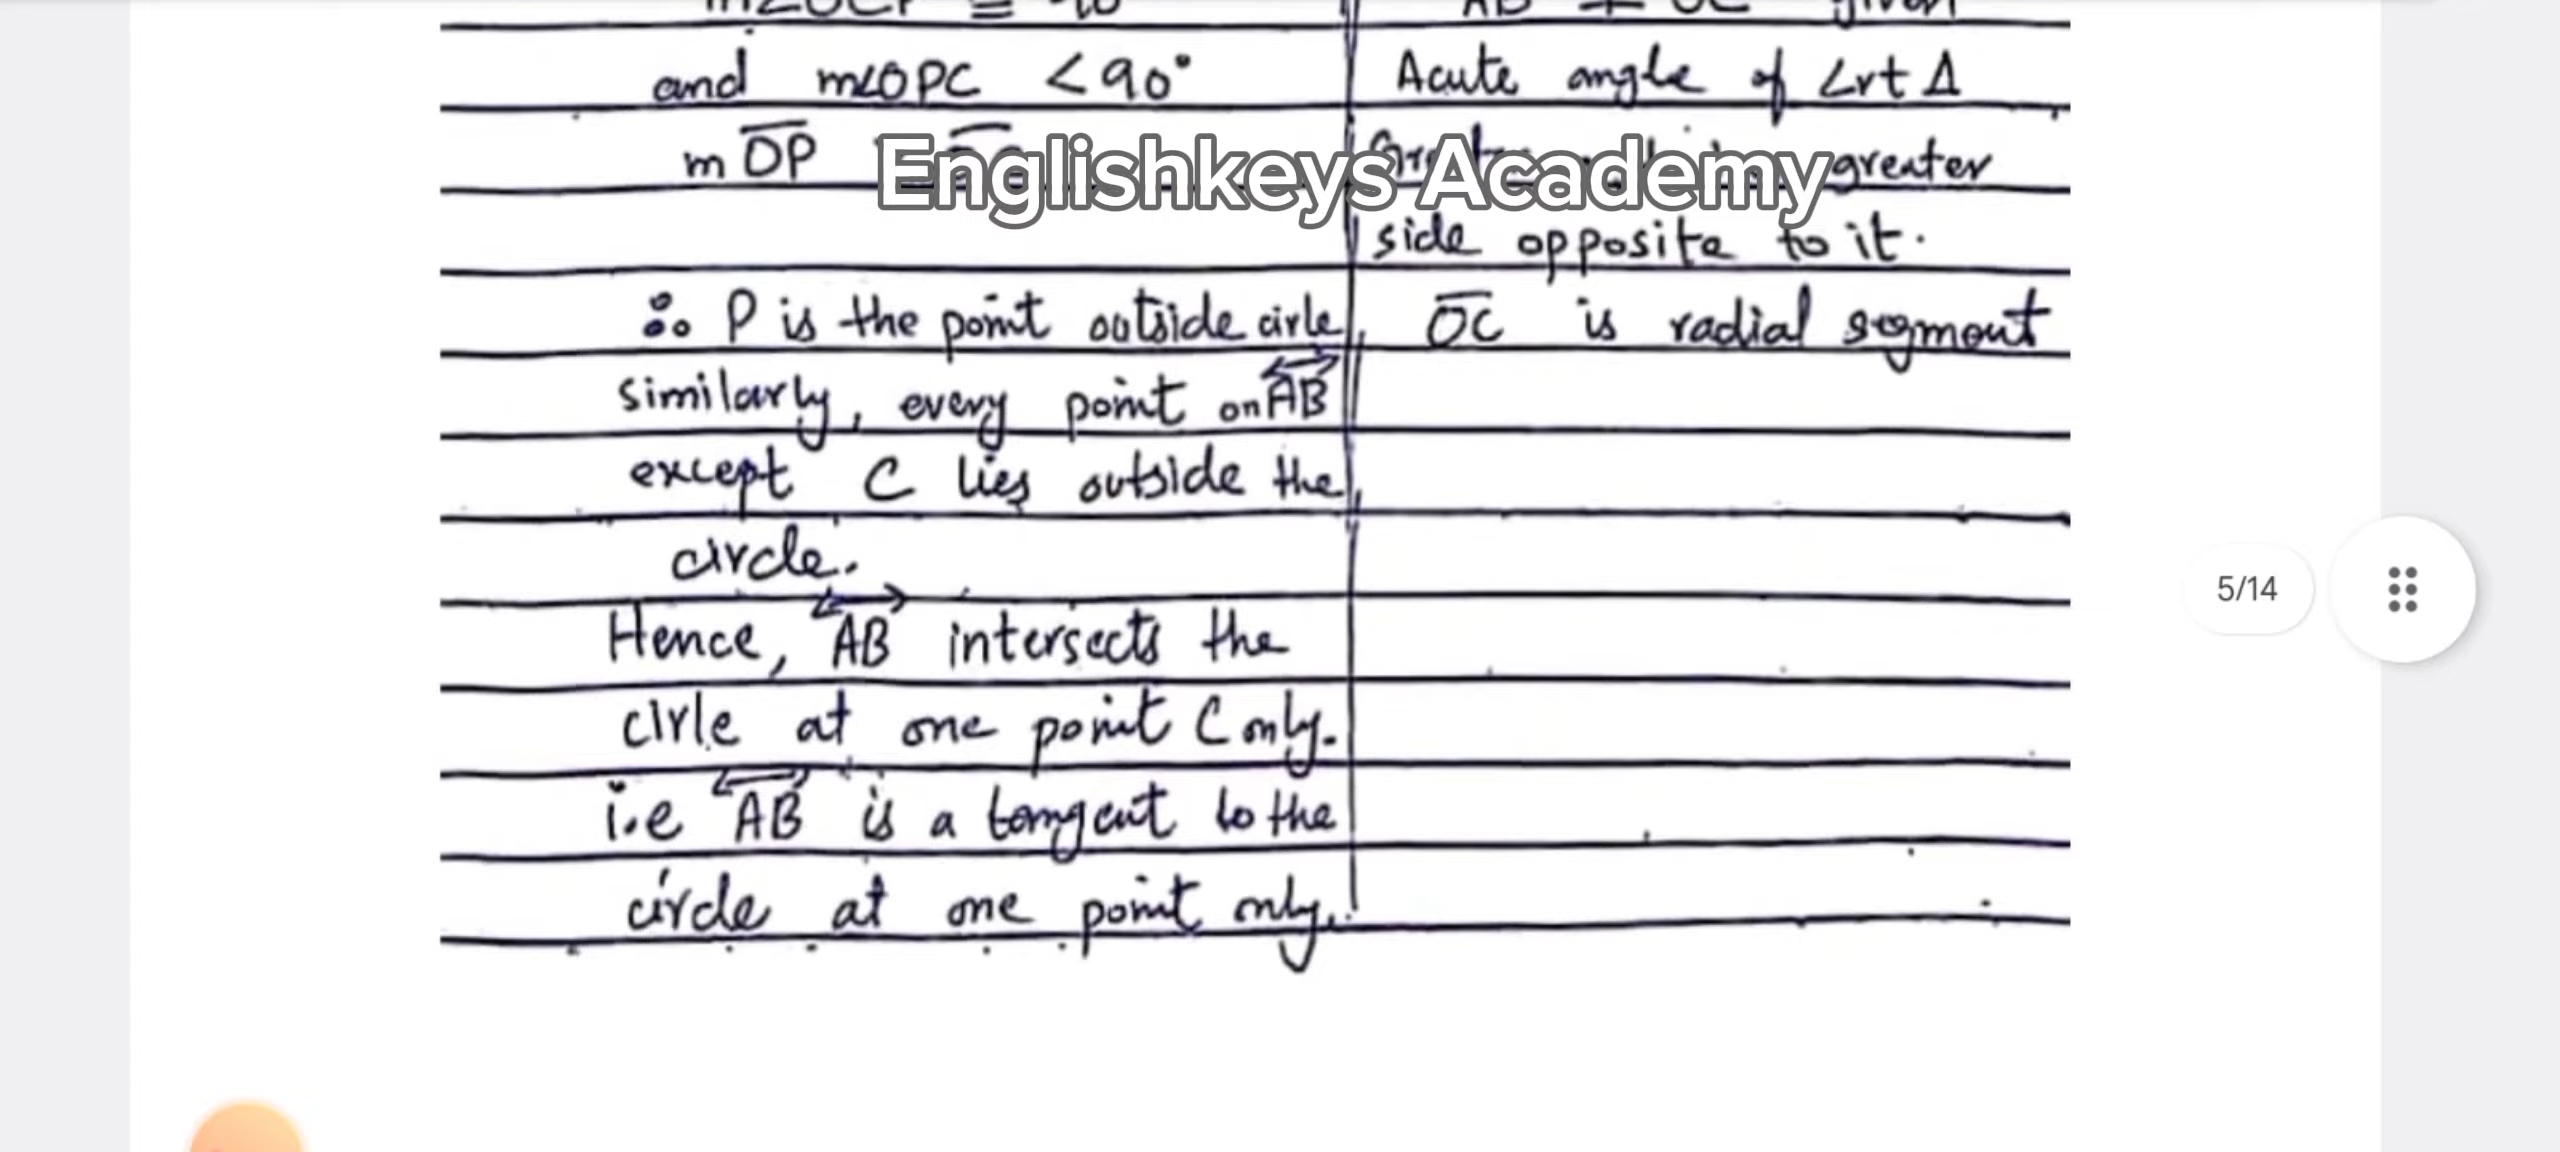 and m∠OPC < 90° Acute angle of ∠rt Δ
m OP greater
Englishkeys Academy
side opposite to it.
∴ P is the point outside cirle, OC is radial segment
similarly, every point on AB
except C lies outside the
circle.
5/14
Hence, AB intersects the
cirle at one point C only.
i.e AB is a tangent to the
circle at one point only.